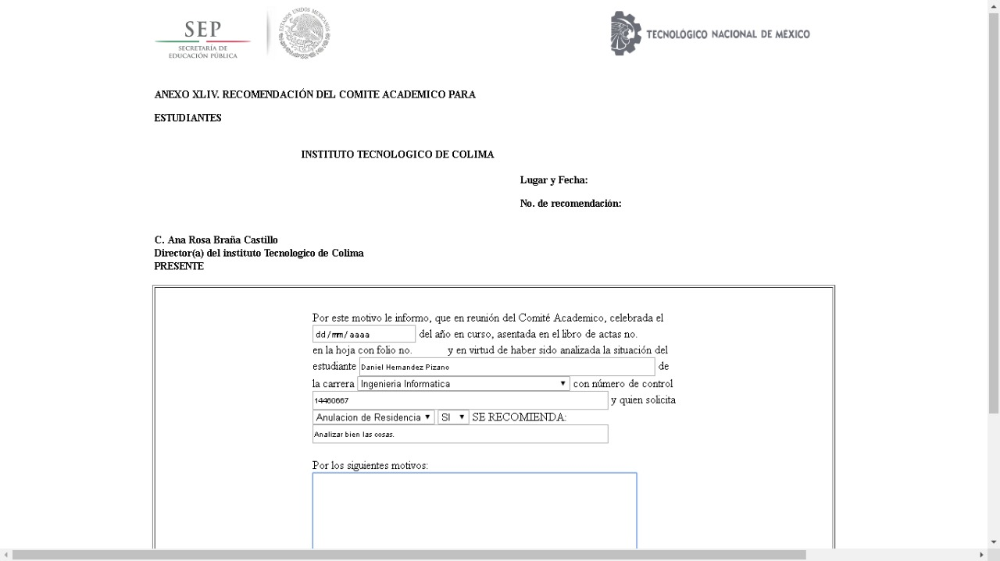 SEP
SECRETARÍA DE
EDUCACIÓN PÚBLICA
ESTADOS UNIDOS MEXICANOS
TECNOLÓGICO NACIONAL DE MÉXICO
ANEXO XLIV. RECOMENDACIÓN DEL COMITE ACADEMICO PARA
ESTUDIANTES
INSTITUTO TECNOLOGICO DE COLIMA
Lugar y Fecha:
No. de recomendación:
C. Ana Rosa Braña Castillo
Director(a) del instituto Tecnologico de Colima
PRESENTE
Por este motivo le informo, que en reunión del Comité Academico, celebrada el
dd/mm/aaaa del año en curso, asentada en el libro de actas no.
en la hoja con folio no. y en virtud de haber sido analizada la situación del
estudiante Daniel Hernandez Pizano de
la carrera Ingenieria Informatica con número de control
14460667 y quien solicita
Anulacion de Residencia SI SE RECOMIENDA:
Analizar bien las cosas.
Por los siguientes motivos: